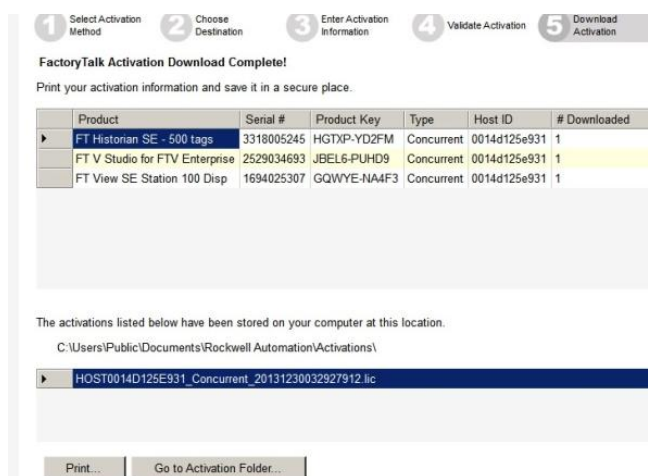 1 Select Activation Method
2 Choose Destination
3 Enter Activation Information
4 Validate Activation
5 Download Activation
FactoryTalk Activation Download Complete!
Print your activation information and save it in a secure place.
Product Serial # Product Key Type Host ID # Downloaded
FT Historian SE - 500 tags 3318005245 HGTXP-YD2FM Concurrent 0014d125e931 1
FT V Studio for FTV Enterprise 2529034693 JBEL6-PUHD9 Concurrent 0014d125e931 1
FT View SE Station 100 Disp 1694025307 GQWYE-NA4F3 Concurrent 0014d125e931 1
The activations listed below have been stored on your computer at this location.
C:\Users\Public\Documents\Rockwell Automation\Activations\
HOST0014D125E931_Concurrent_20131230032927912.lic
Print...
Go to Activation Folder...